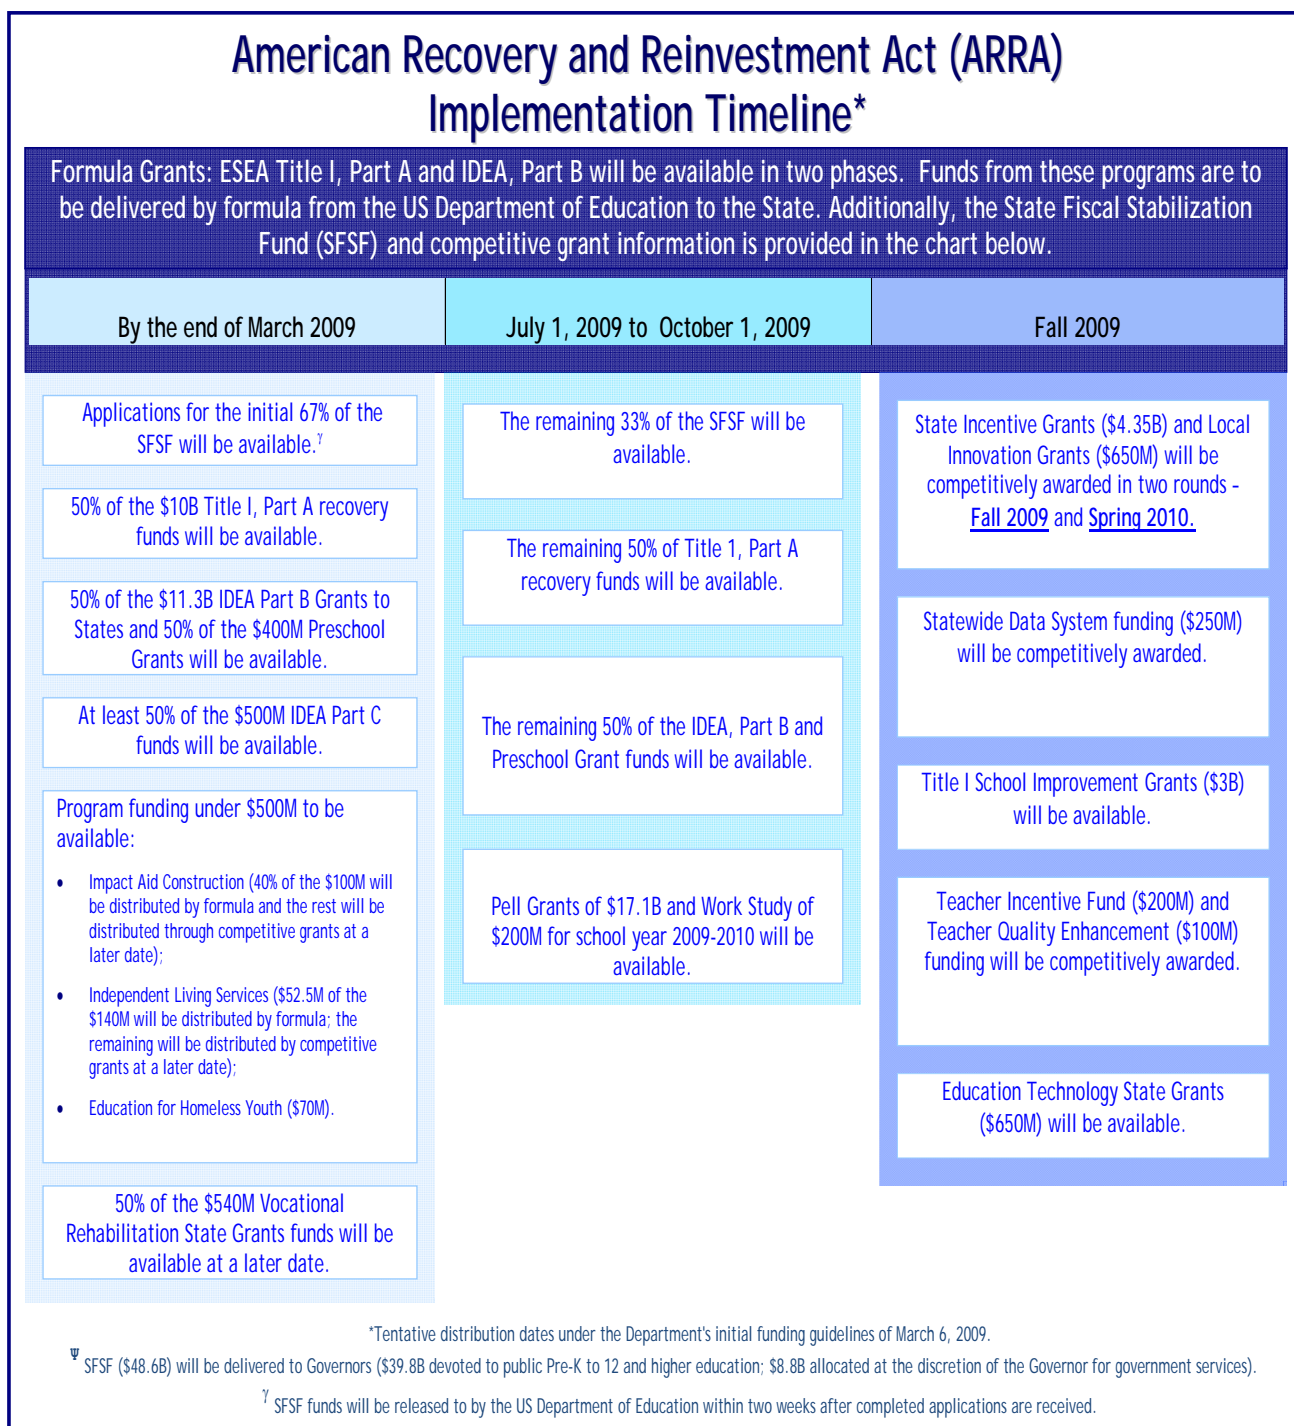 American Recovery and Reinvestment Act (ARRA)
Implementation Timeline*
Formula Grants: ESEA Title I, Part A and IDEA, Part B will be available in two phases. Funds from these programs are to
be delivered by formula from the US Department of Education to the State. Additionally, the State Fiscal Stabilization
Fund (SFSF) and competitive grant information is provided in the chart below.
By the end of March 2009
July 1, 2009 to October 1, 2009
Fall 2009
Applications for the initial 67% of the
SFSF will be available.γ
50% of the $10B Title I, Part A recovery
funds will be available.
50% of the $11.3B IDEA Part B Grants to
States and 50% of the $400M Preschool
Grants will be available.
At least 50% of the $500M IDEA Part C
funds will be available.
Program funding under $500M to be
available:
• Impact Aid Construction (40% of the $100M will
be distributed by formula and the rest will be
distributed through competitive grants at a
later date);
• Independent Living Services ($52.5M of the
$140M will be distributed by formula; the
remaining will be distributed by competitive
grants at a later date);
• Education for Homeless Youth ($70M).
50% of the $540M Vocational
Rehabilitation State Grants funds will be
available at a later date.
The remaining 33% of the SFSF will be
available.
The remaining 50% of Title 1, Part A
recovery funds will be available.
The remaining 50% of the IDEA, Part B and
Preschool Grant funds will be available.
Pell Grants of $17.1B and Work Study of
$200M for school year 2009-2010 will be
available.
State Incentive Grants ($4.35B) and Local
Innovation Grants ($650M) will be
competitively awarded in two rounds -
Fall 2009 and Spring 2010.
Statewide Data System funding ($250M)
will be competitively awarded.
Title I School Improvement Grants ($3B)
will be available.
Teacher Incentive Fund ($200M) and
Teacher Quality Enhancement ($100M)
funding will be competitively awarded.
Education Technology State Grants
($650M) will be available.
*Tentative distribution dates under the Department's initial funding guidelines of March 6, 2009.
Ψ SFSF ($48.6B) will be delivered to Governors ($39.8B devoted to public Pre-K to 12 and higher education; $8.8B allocated at the discretion of the Governor for government services).
γ SFSF funds will be released to by the US Department of Education within two weeks after completed applications are received.